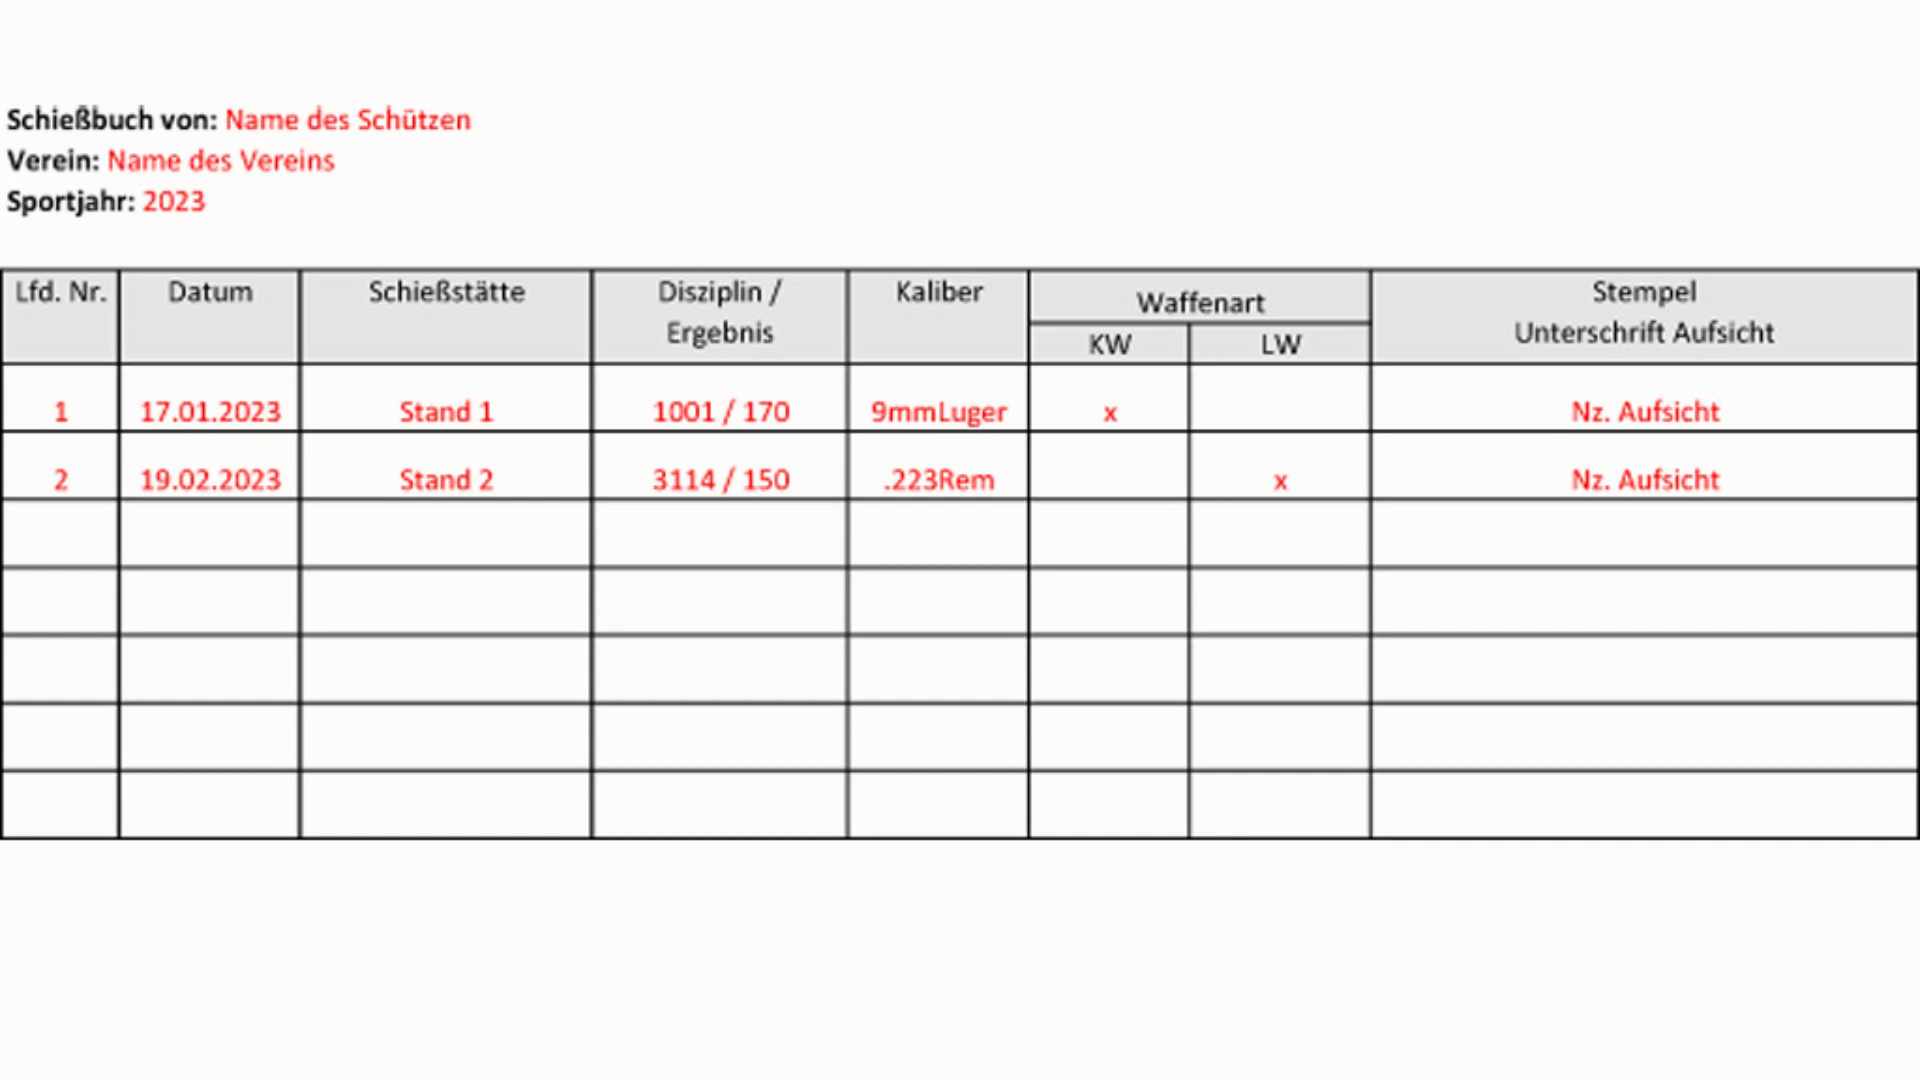 Schießbuch von: Name des Schützen
Verein: Name des Vereins
Sportjahr: 2023
Lfd. Nr. Datum Schießstätte Disziplin / Ergebnis Kaliber Waffenart KW LW Stempel Unterschrift Aufsicht
1 17.01.2023 Stand 1 1001 / 170 9mmLuger x Nz. Aufsicht
2 19.02.2023 Stand 2 3114 / 150 .223Rem x Nz. Aufsicht